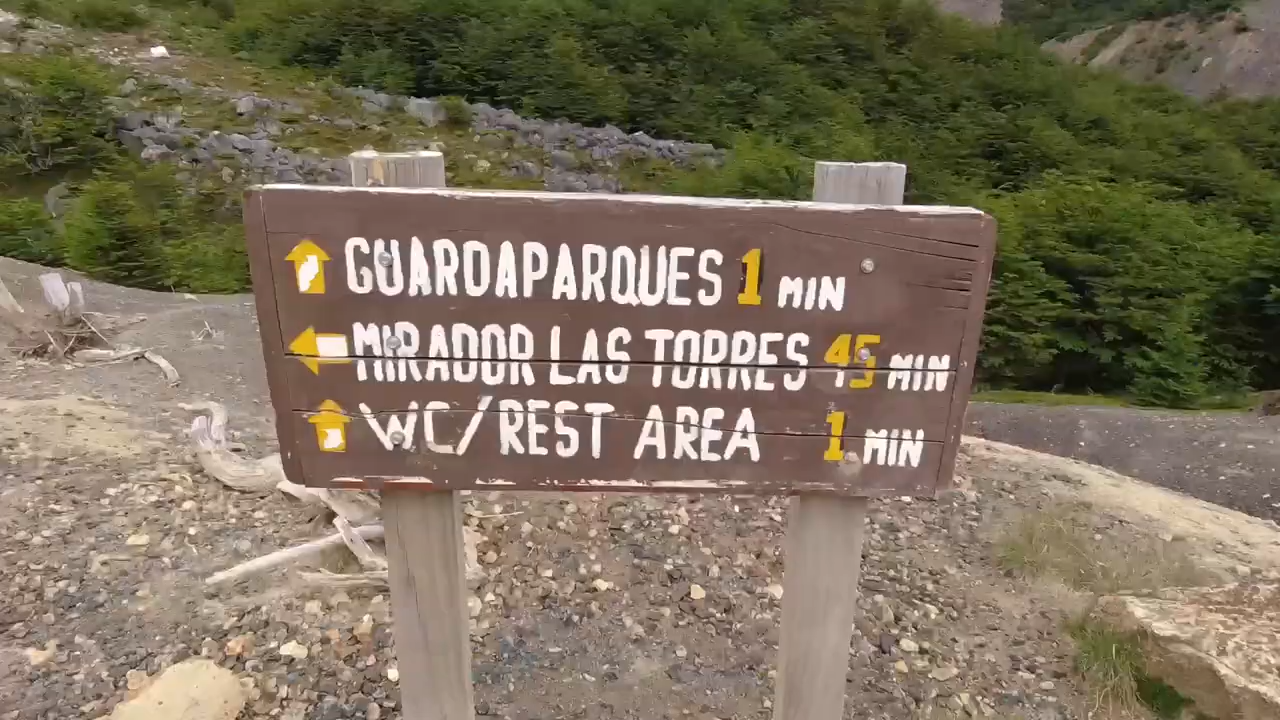 GUARDAPARQUES 1 MIN
MIRADOR LAS TORRES 45 MIN
WC/REST AREA 1 MIN